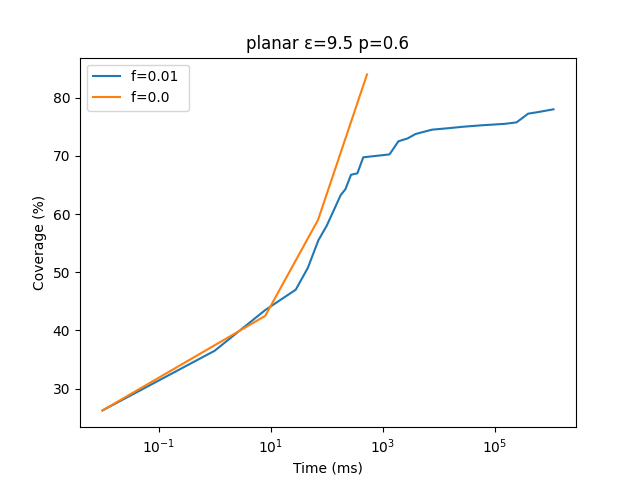 planar ε=9.5 p=0.6
f=0.01
f=0.0
Coverage (%)
80
70
60
50
40
30
10⁻¹
10¹
10³
10⁵
Time (ms)